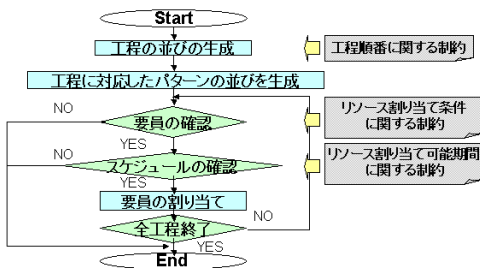 Start
工程の並びの生成
工程順番に関する制約
工程に対応したパターンの並びを生成
NO
要員の確認
リソース割り当て条件
に関する制約
YES
NO
スケジュールの確認
リソース割り当て可能期間
に関する制約
YES
要員の割り当て
NO
全工程終了
YES
End